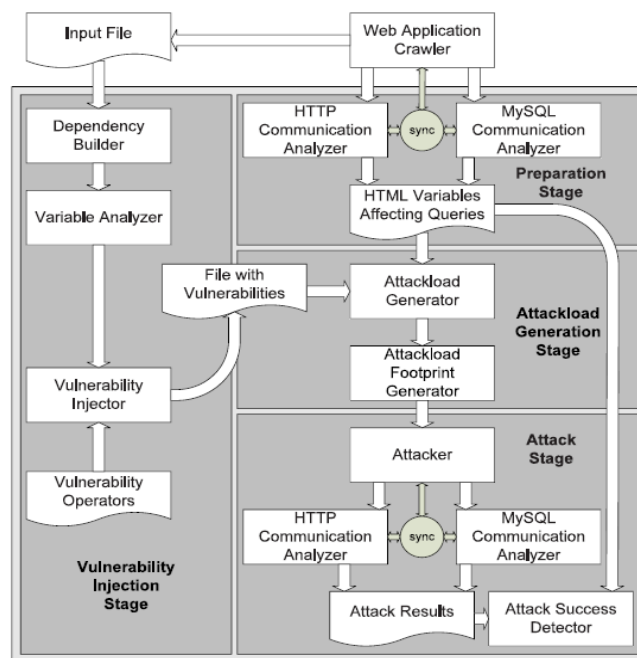 Input File
Web Application
Crawler
Dependency
Builder
Variable Analyzer
Vulnerability
Injector
Vulnerability
Operators
Vulnerability
Injection
Stage
File with
Vulnerabilities
HTTP
Communication
Analyzer
sync
MySQL
Communication
Analyzer
Preparation
Stage
HTML Variables
Affecting Queries
Attackload
Generator
Attackload
Generation
Stage
Attackload
Footprint
Generator
Attack
Stage
Attacker
HTTP
Communication
Analyzer
sync
MySQL
Communication
Analyzer
Attack Results
Attack Success
Detector